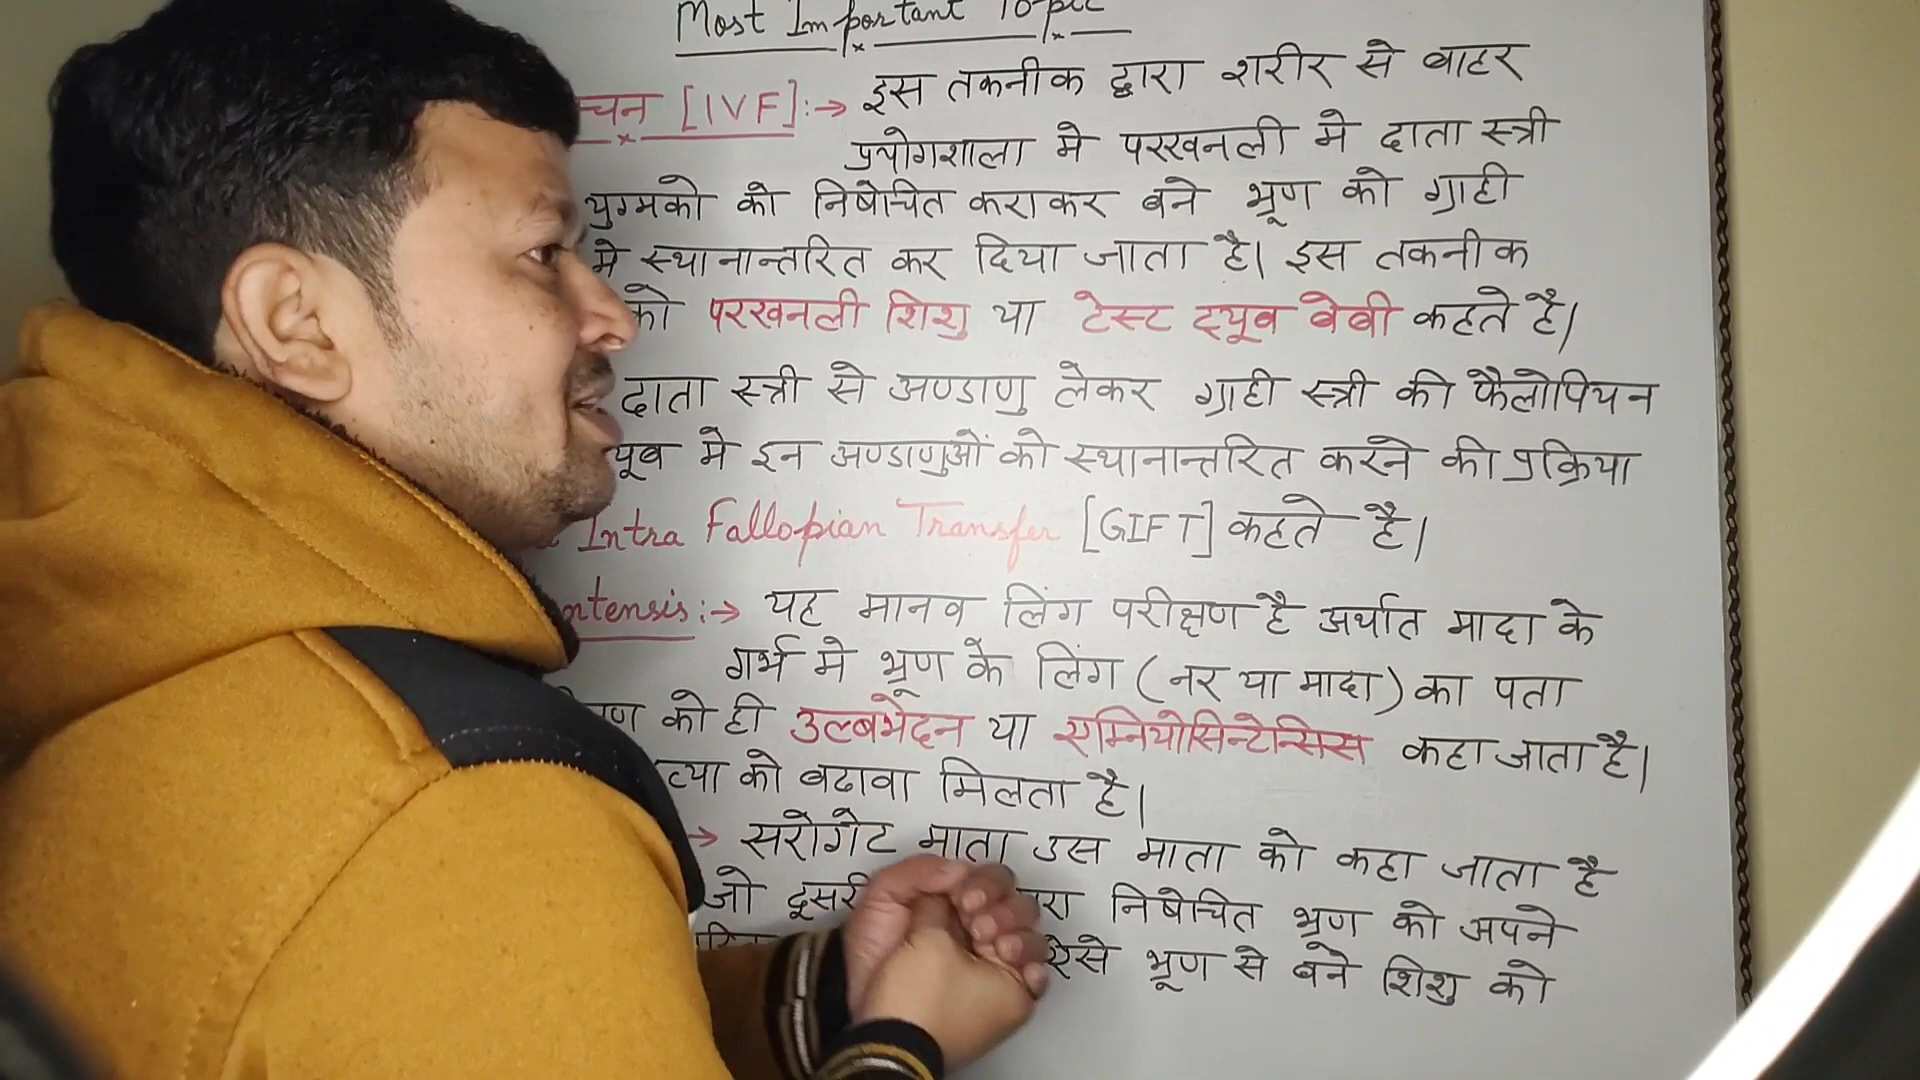 Most Important Topic
चन [IVF]:→ इस तकनीक द्वारा शरीर से बाहर
प्रयोगशाला मे परखनली मे दाता स्त्री
युग्मको को निषेचित कराकर बने भ्रूण को ग्राही
मे स्थानान्तरित कर दिया जाता है। इस तकनीक
को परखनली शिशु या टेस्ट ट्यूब बेबी कहते है।
दाता स्त्री से अण्डाणु लेकर ग्राही स्त्री की फैलोपियन
यूब मे इन अण्डाणुओं को स्थानान्तरित करने की प्रक्रिया
Intra Fallopian Transfer [GIFT] कहते है।
ntensis:→ यह मानव लिंग परीक्षण है अर्थात मादा के
गर्भ मे भ्रूण के लिंग (नर या मादा) का पता
को ही उल्बभेदन या एम्नियोसिन्टेन्सिस कहा जाता है।
त्या को बढावा मिलता है।
→ सरोगेट माता उस माता को कहा जाता है
जो दूसरी निषेचित भ्रूण को अपने
ऐसे भ्रूण से बने शिशु को